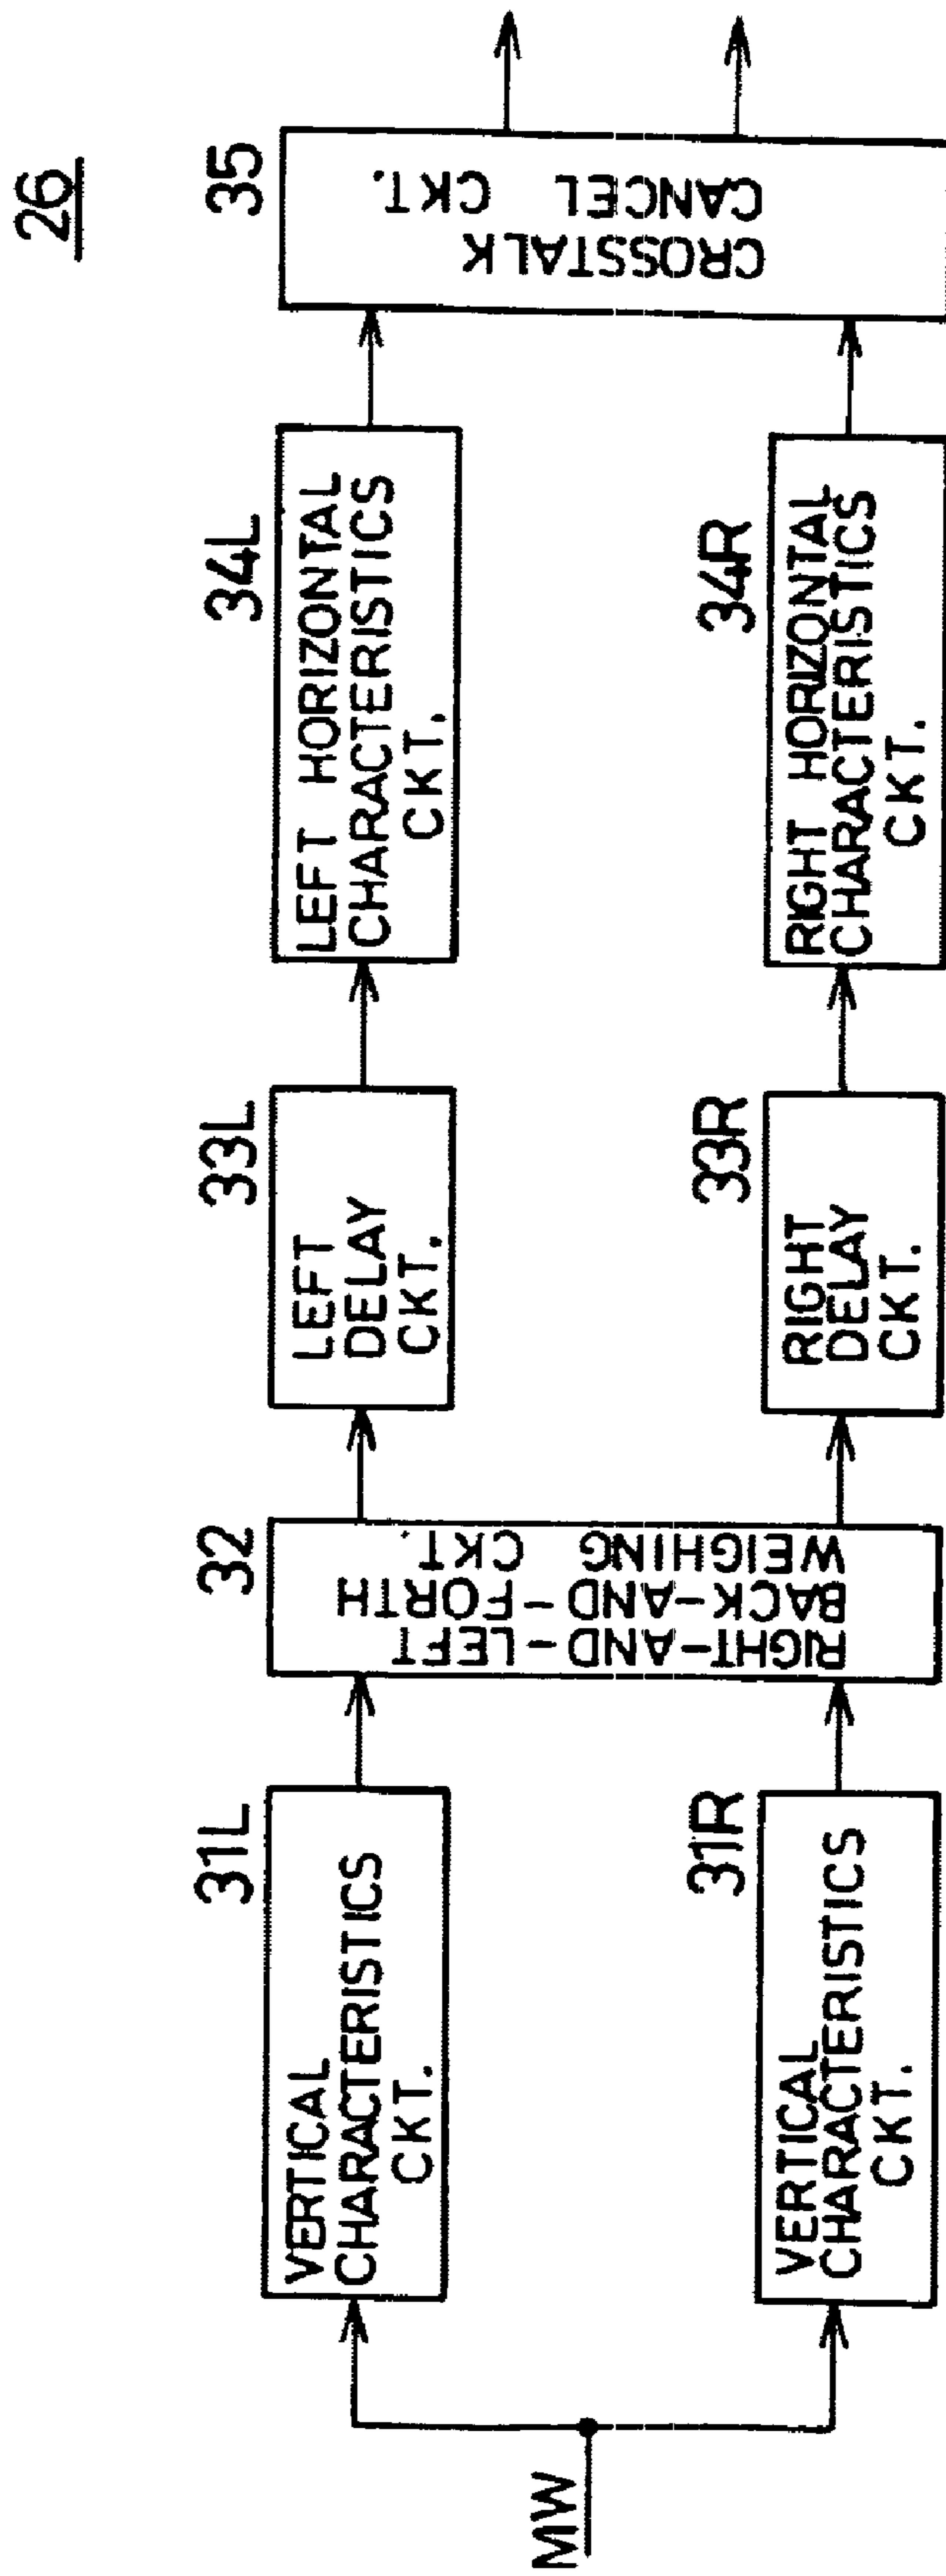 26
MW
31L
VERTICAL
CHARACTERISTICS
CKT.
31R
VERTICAL
CHARACTERISTICS
CKT.
32
RIGHT-AND-LEFT
BACK-AND-FORTH
WEIGHING CKT.
33L
LEFT
DELAY
CKT.
33R
RIGHT
DELAY
CKT.
34L
LEFT HORIZONTAL
CHARACTERISTICS
CKT.
34R
RIGHT HORIZONTAL
CHARACTERISTICS
CKT.
35
CROSSTALK
CANCEL CKT.